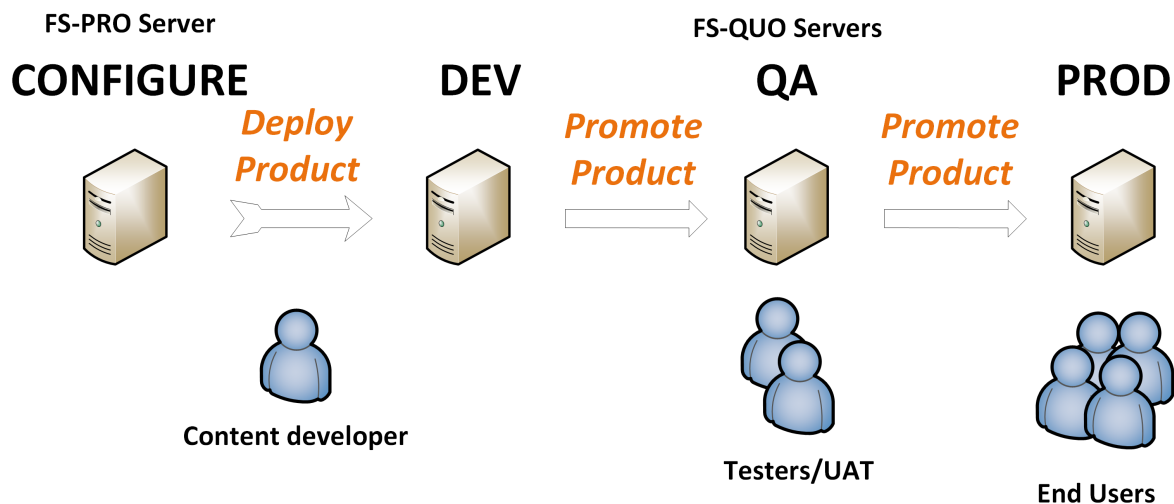 FS-PRO Server
FS-QUO Servers
CONFIGURE
DEV
QA
PROD
Deploy
Product
Promote
Product
Promote
Product
Content developer
Testers/UAT
End Users